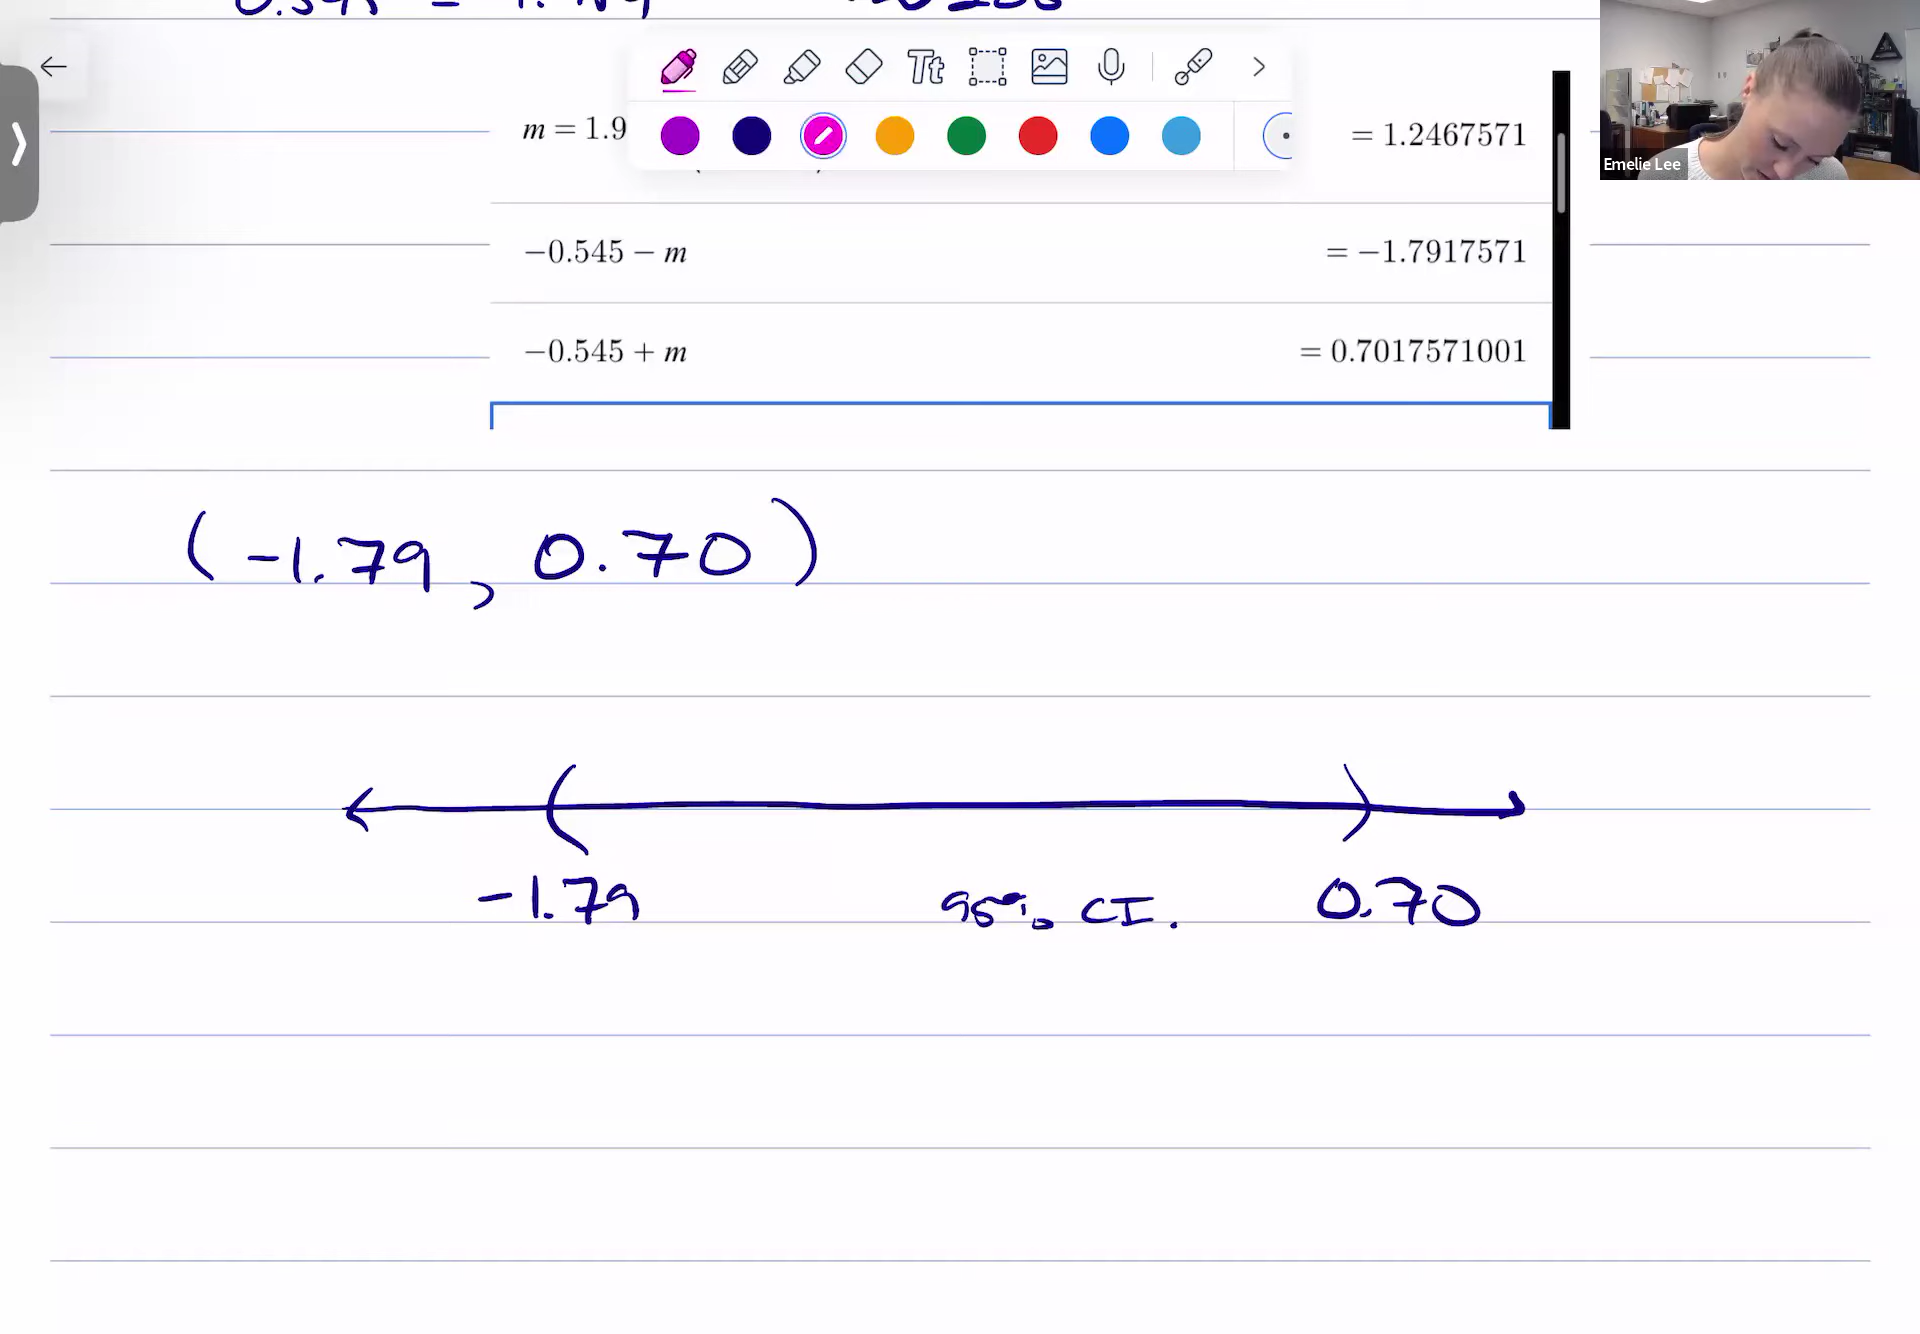 Tt
Emelie Lee
m = 1.9
= 1.2467571
−0.545 − m
= −1.7917571
−0.545 + m
= 0.7017571001
( -1.79 , 0.70 )
-1.79 95% CI. 0.70